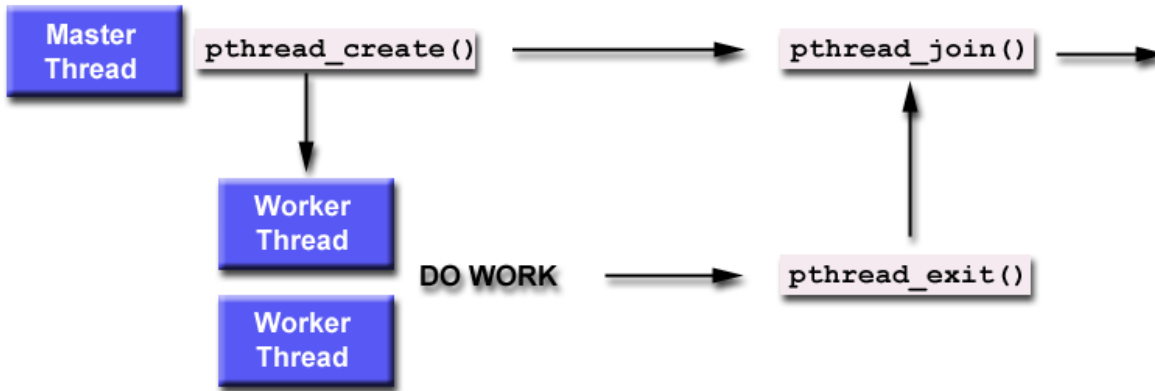 Master
Thread
pthread_create()
pthread_join()
Worker
Thread
DO WORK
pthread_exit()
Worker
Thread